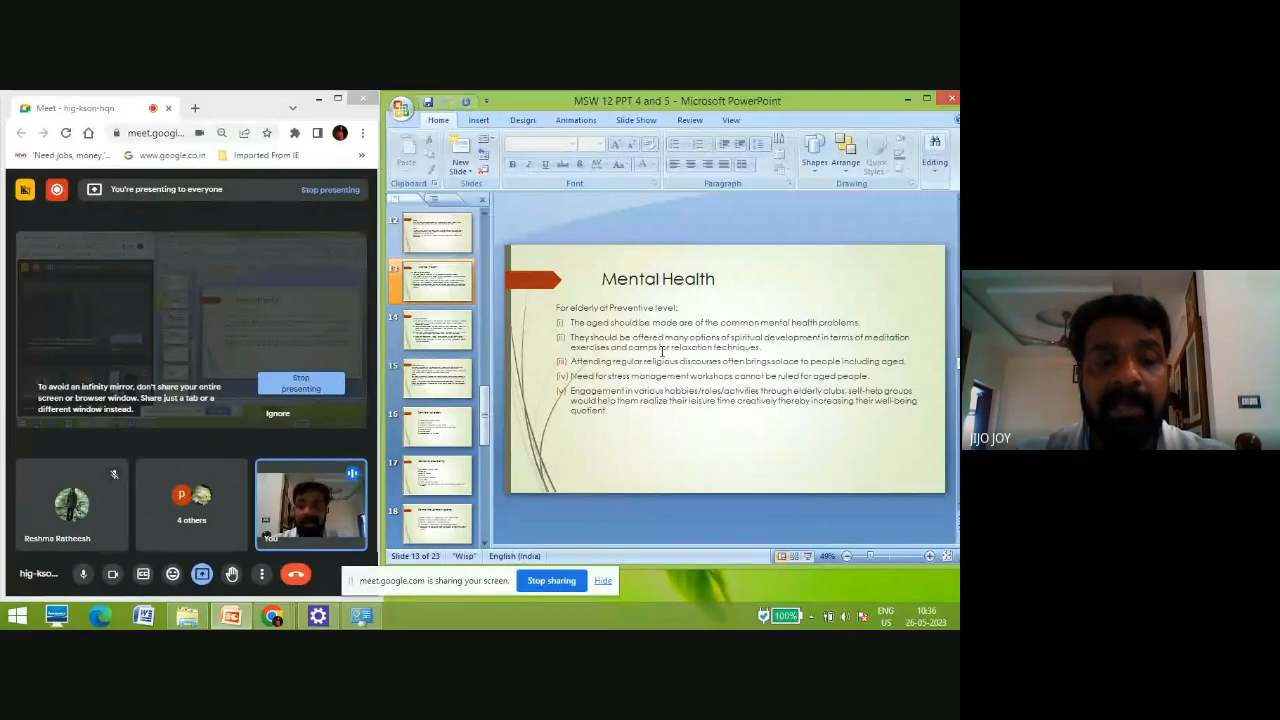 Meet - hig-kson-hqn
meet.googl...
'Need jobs, money,'...
www.google.co.in
Imported From IE
»
You're presenting to everyone
Stop presenting
To avoid an infinity mirror, don't share your entire
screen or browser window. Share just a tab or a
different window instead.
Stop
presenting
Ignore
Reshma Ratheesh
P
4 others
You
hig-kso...
MSW 12 PPT 4 and 5 - Microsoft PowerPoint
Home
Insert
Design
Animations
Slide Show
Review
View
Paste
Clipboard
New
Slide
Slides
B I U abc S AV Aa A
Font
Paragraph
Shapes
Arrange
Quick
Styles
Drawing
Editing
12
13
14
15
16
17
18
Mental Health
For elderly at Preventive level:
(i) The aged should be made are of the common mental health problems.
(ii) They should be offered many options of spiritual development in terms of meditation
exercises and camps for relaxation techniques.
(iii) Attending regular religious discourses often brings solace to people including aged.
(iv) Need for stress management workshops cannot be ruled for aged people.
(v) Engagement in various hobbies/roles/activities through elderly clubs, self-help groups
would help them realize their leisure time creatively thereby increasing their well-being
quotient.
Slide 13 of 23
"Wisp"
English (India)
49%
meet.google.com is sharing your screen.
Stop sharing
Hide
100%
ENG
US
10:36
26-05-2023
JIJO JOY